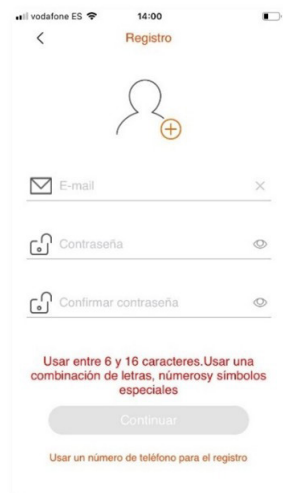 vodafone ES 14:00
Registro
E-mail
Contraseña
Confirmar contraseña
Usar entre 6 y 16 caracteres.Usar una
combinación de letras, númerosy símbolos
especiales
Continuar
Usar un número de teléfono para el registro